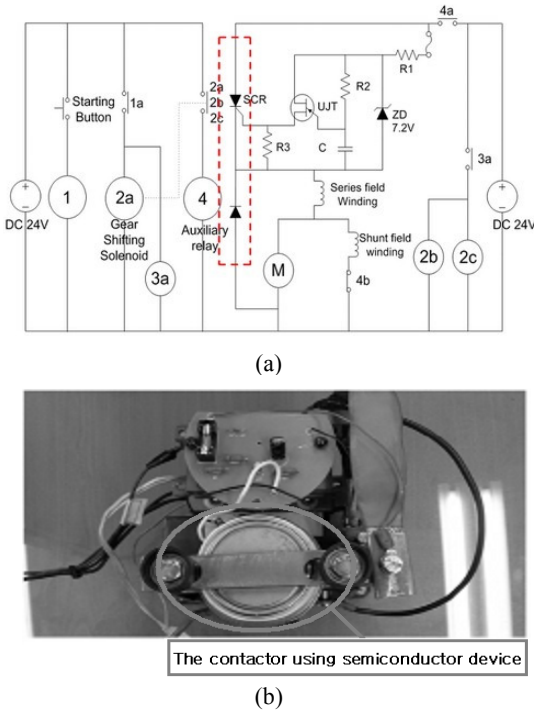 4a
R1
2a
2b
2c
SCR
UJT
R2
ZD
7.2V
Starting
Button
1a
R3
C
3a
+
−
DC 24V
1
2a
Gear
Shifting
Solenoid
4
Auxiliary
relay
Series field
Winding
Shunt field
winding
+
−
DC 24V
3a
M
4b
2b
2c
(a)
The contactor using semiconductor device
(b)